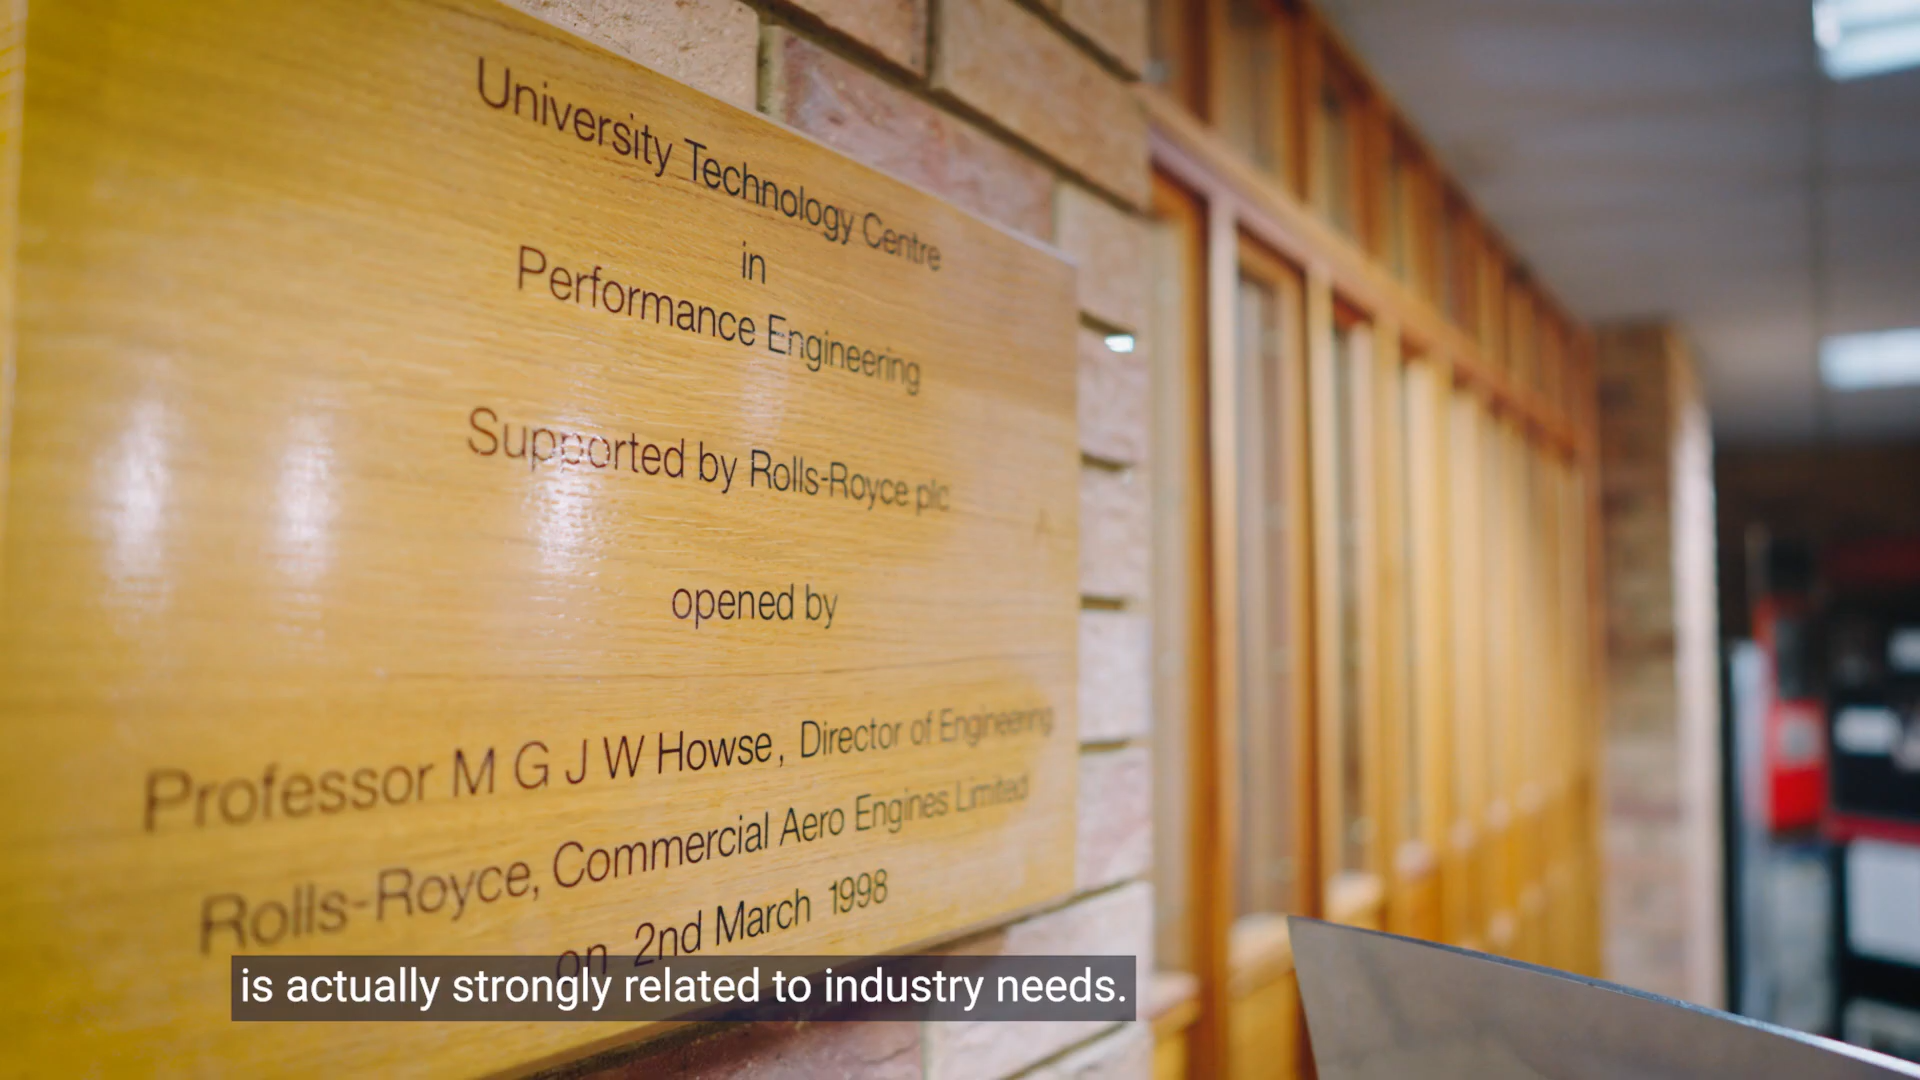 University Technology Centre
in
Performance Engineering
Supported by Rolls-Royce plc
opened by
Professor M G J W Howse, Director of Engineering
Rolls-Royce, Commercial Aero Engines Limited
on 2nd March 1998
is actually strongly related to industry needs.